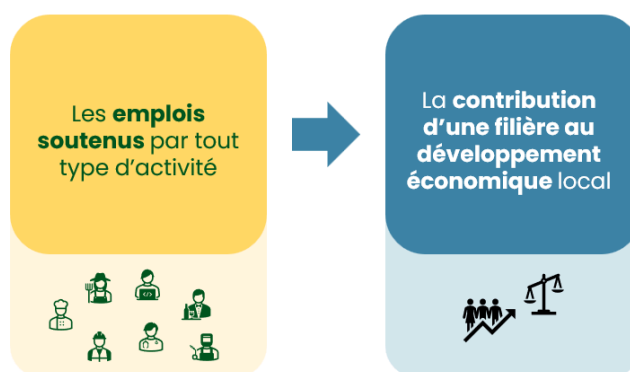 Les emplois
soutenus par tout
type d’activité
La contribution
d’une filière au
développement
économique local